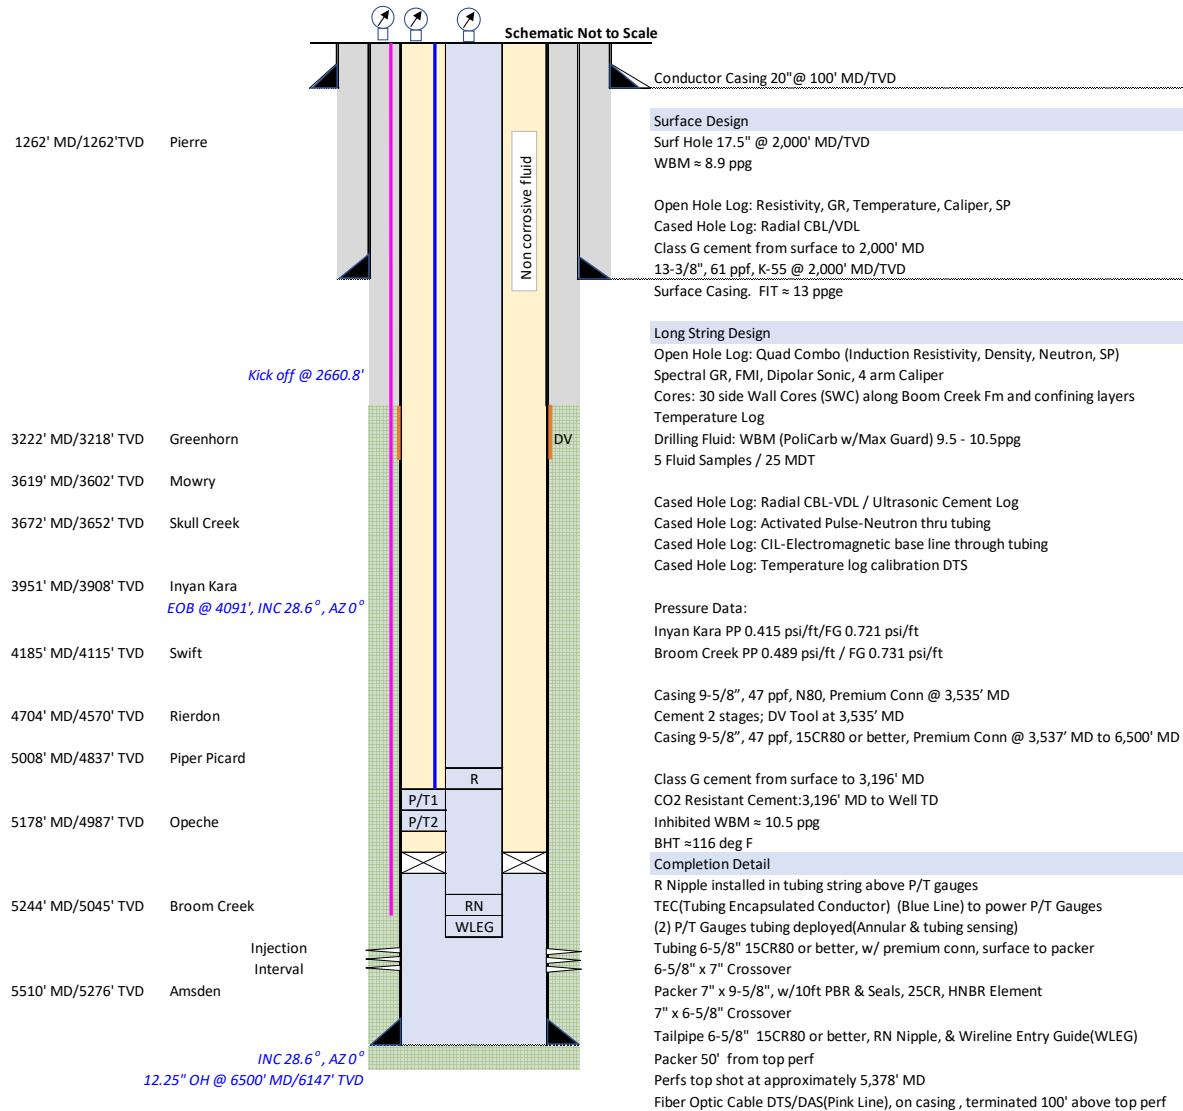 Schematic Not to Scale
Conductor Casing 20"@ 100' MD/TVD
Surface Design
1262' MD/1262'TVD Pierre
Surf Hole 17.5" @ 2,000' MD/TVD
WBM ≈ 8.9 ppg
Non corrosive fluid
Open Hole Log: Resistivity, GR, Temperature, Caliper, SP
Cased Hole Log: Radial CBL/VDL
Class G cement from surface to 2,000' MD
13-3/8", 61 ppf, K-55 @ 2,000' MD/TVD
Surface Casing. FIT ≈ 13 ppge
Long String Design
Open Hole Log: Quad Combo (Induction Resistivity, Density, Neutron, SP)
Kick off @ 2660.8'
Spectral GR, FMI, Dipolar Sonic, 4 arm Caliper
Cores: 30 side Wall Cores (SWC) along Boom Creek Fm and confining layers
Temperature Log
3222' MD/3218' TVD Greenhorn
DV
Drilling Fluid: WBM (PoliCarb w/Max Guard) 9.5 - 10.5ppg
5 Fluid Samples / 25 MDT
3619' MD/3602' TVD Mowry
Cased Hole Log: Radial CBL-VDL / Ultrasonic Cement Log
3672' MD/3652' TVD Skull Creek
Cased Hole Log: Activated Pulse-Neutron thru tubing
Cased Hole Log: CIL-Electromagnetic base line through tubing
Cased Hole Log: Temperature log calibration DTS
3951' MD/3908' TVD Inyan Kara
EOB @ 4091', INC 28.6°, AZ 0°
Pressure Data:
Inyan Kara PP 0.415 psi/ft/FG 0.721 psi/ft
4185' MD/4115' TVD Swift
Broom Creek PP 0.489 psi/ft / FG 0.731 psi/ft
Casing 9-5/8”, 47 ppf, N80, Premium Conn @ 3,535’ MD
4704' MD/4570' TVD Rierdon
Cement 2 stages; DV Tool at 3,535’ MD
Casing 9-5/8”, 47 ppf, 15CR80 or better, Premium Conn @ 3,537’ MD to 6,500' MD
5008' MD/4837' TVD Piper Picard
R
Class G cement from surface to 3,196' MD
P/T1
CO2 Resistant Cement:3,196' MD to Well TD
5178' MD/4987' TVD Opeche
P/T2
Inhibited WBM ≈ 10.5 ppg
BHT ≈116 deg F
Completion Detail
R Nipple installed in tubing string above P/T gauges
5244' MD/5045' TVD Broom Creek
RN
TEC(Tubing Encapsulated Conductor) (Blue Line) to power P/T Gauges
WLEG
(2) P/T Gauges tubing deployed(Annular & tubing sensing)
Injection
Interval
Tubing 6-5/8" 15CR80 or better, w/ premium conn, surface to packer
6-5/8" x 7" Crossover
5510' MD/5276' TVD Amsden
Packer 7" x 9-5/8", w/10ft PBR & Seals, 25CR, HNBR Element
7" x 6-5/8" Crossover
Tailpipe 6-5/8" 15CR80 or better, RN Nipple, & Wireline Entry Guide(WLEG)
INC 28.6°, AZ 0°
Packer 50' from top perf
12.25" OH @ 6500' MD/6147' TVD
Perfs top shot at approximately 5,378' MD
Fiber Optic Cable DTS/DAS(Pink Line), on casing , terminated 100' above top perf